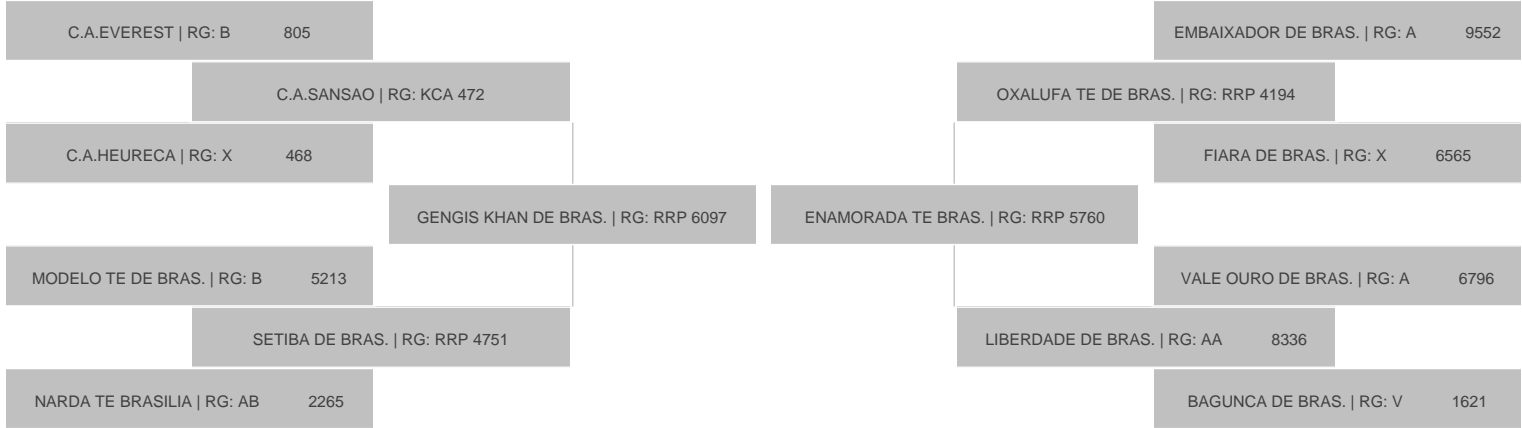 C.A.EVEREST | RG: B 805
EMBAIXADOR DE BRAS. | RG: A 9552
C.A.SANSAO | RG: KCA 472
OXALUFA TE DE BRAS. | RG: RRP 4194
C.A.HEURECA | RG: X 468
FIARA DE BRAS. | RG: X 6565
GENGIS KHAN DE BRAS. | RG: RRP 6097
ENAMORADA TE BRAS. | RG: RRP 5760
MODELO TE DE BRAS. | RG: B 5213
VALE OURO DE BRAS. | RG: A 6796
SETIBA DE BRAS. | RG: RRP 4751
LIBERDADE DE BRAS. | RG: AA 8336
NARDA TE BRASILIA | RG: AB 2265
BAGUNCA DE BRAS. | RG: V 1621